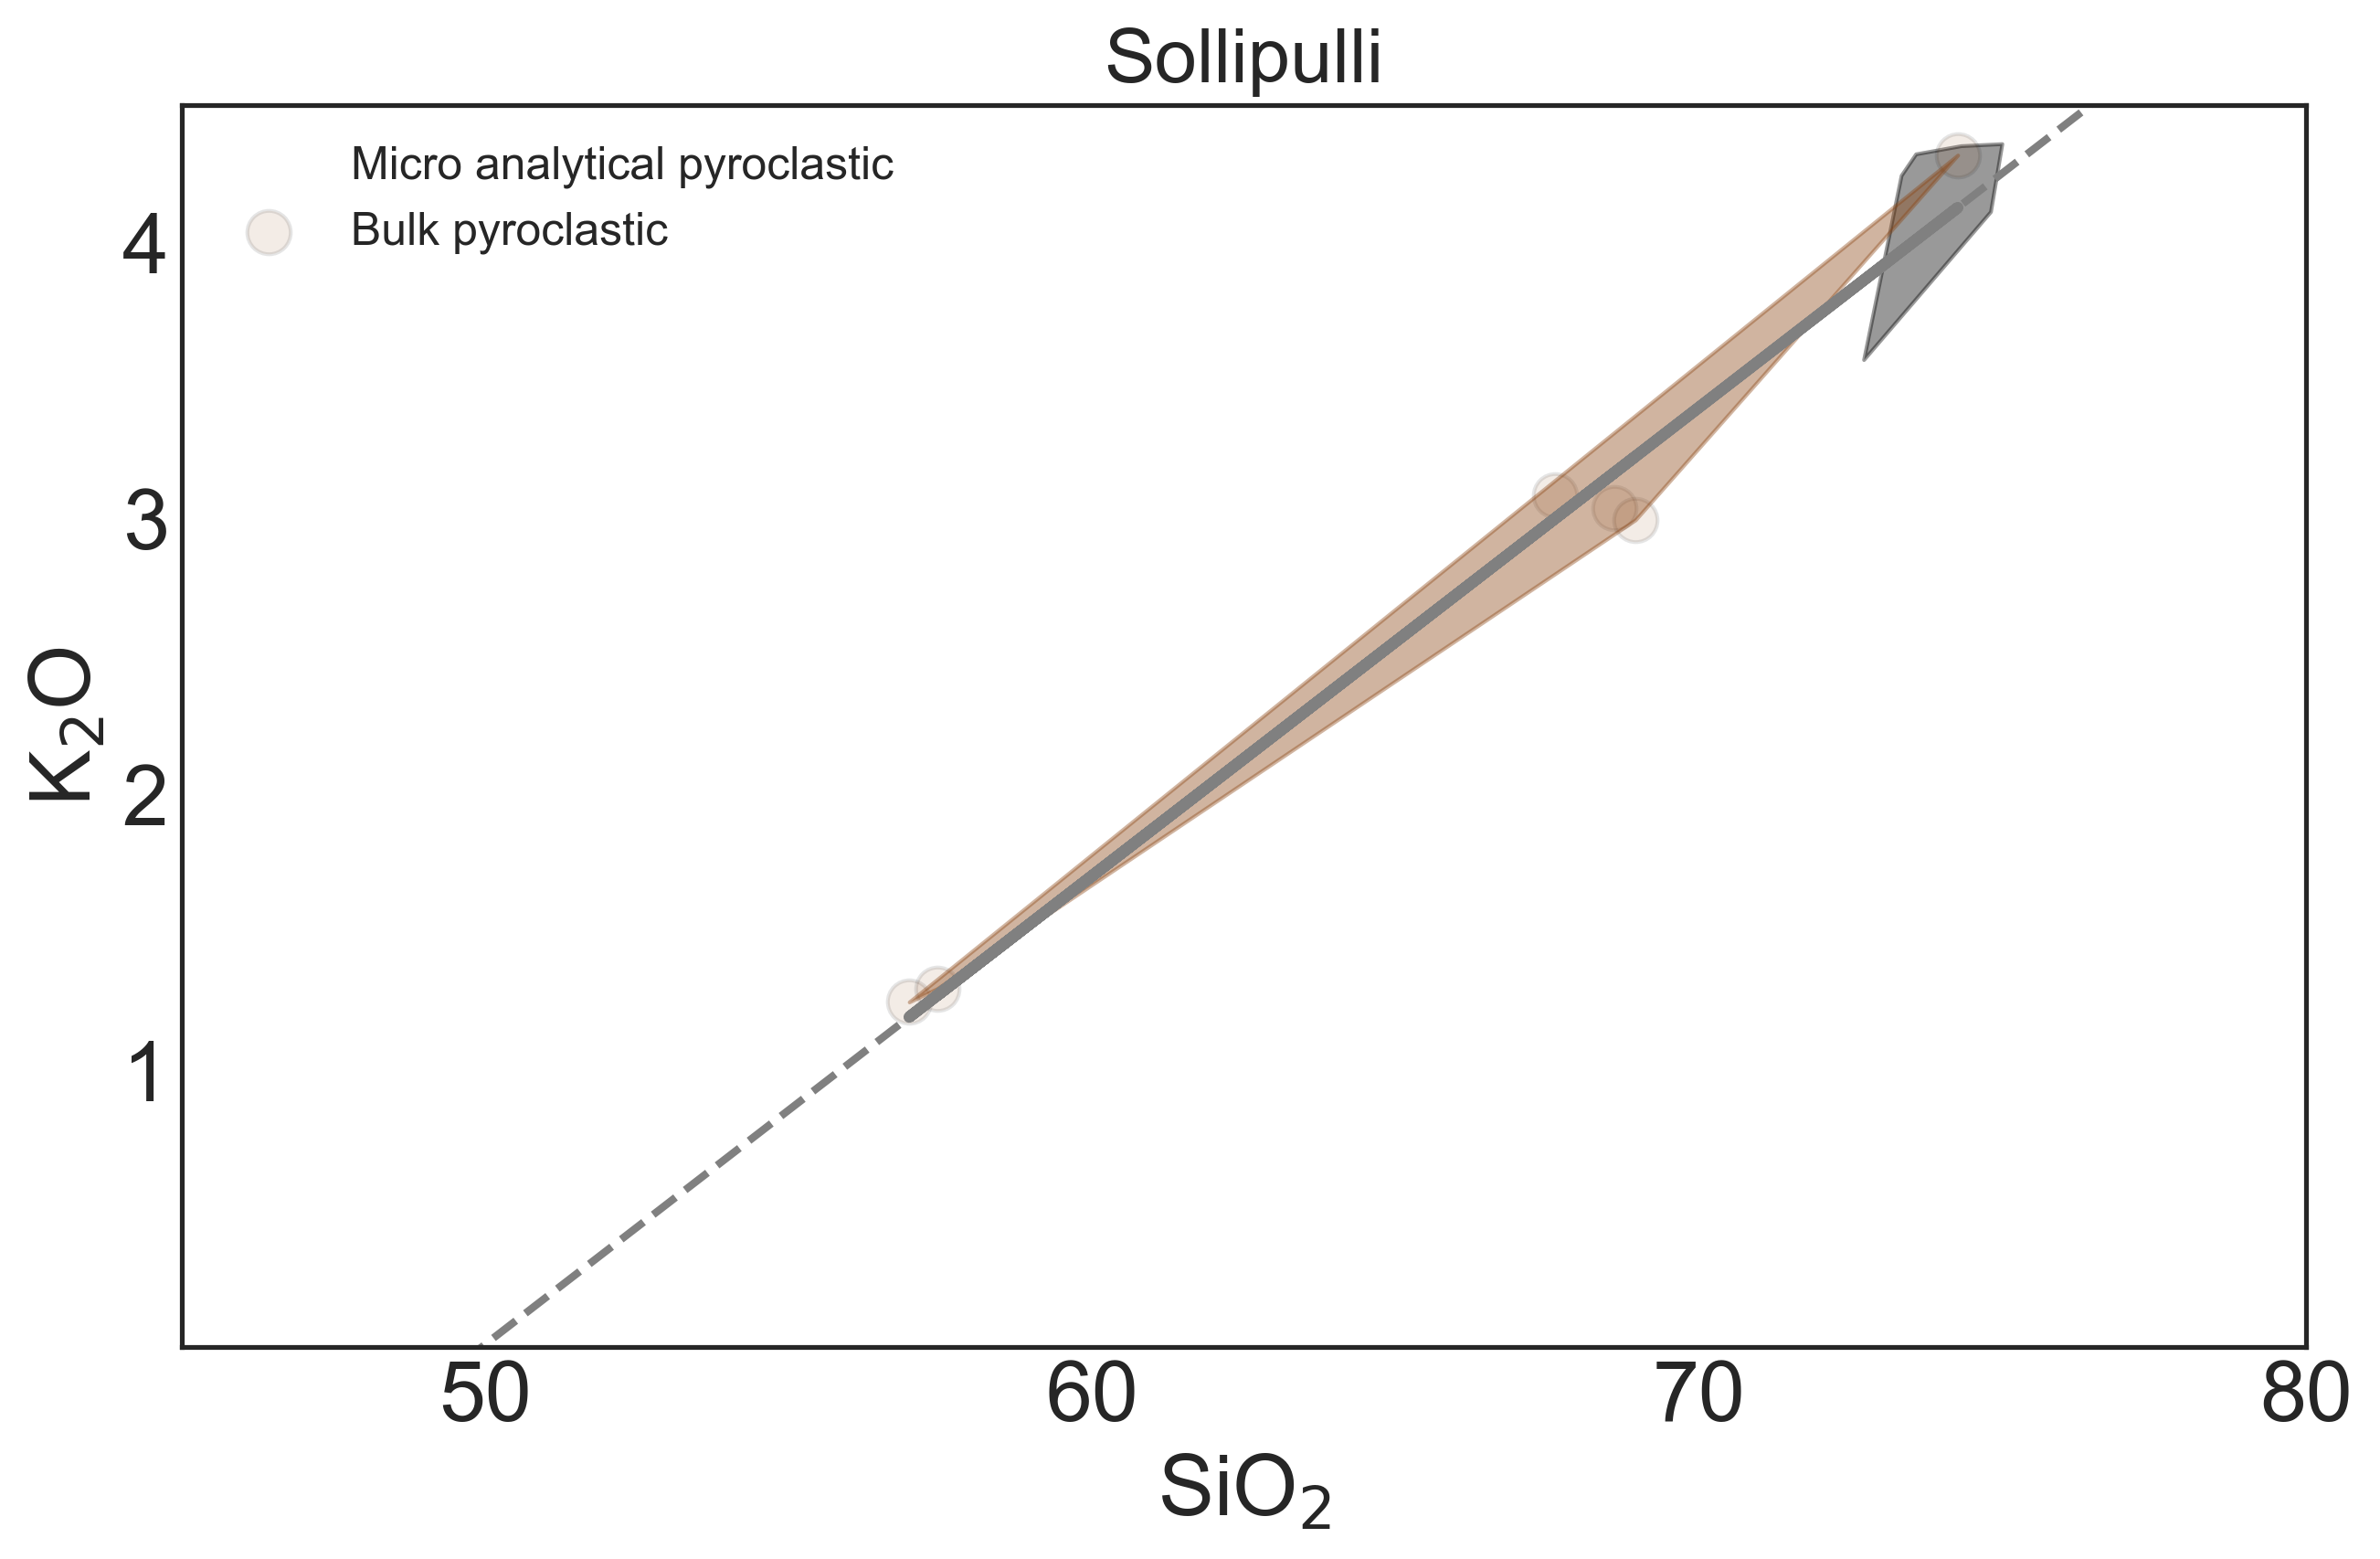 Sollipulli
Micro analytical pyroclastic
Bulk pyroclastic
4
3
2
1
K₂O
50 60 70 80
SiO₂